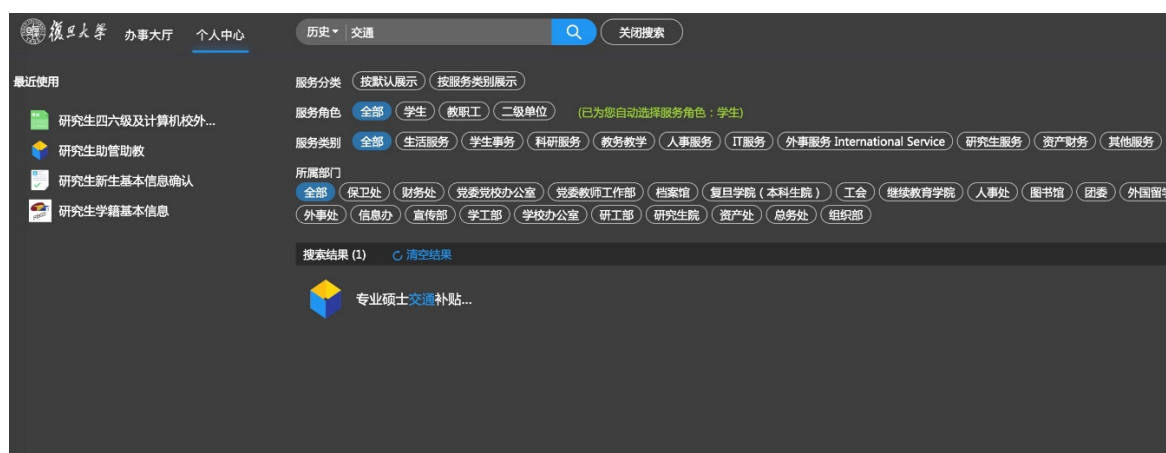 復旦大学 办事大厅 个人中心 历史 交通 关闭搜索
最近使用
研究生四六级及计算机校外...
研究生助管助教
研究生新生基本信息确认
研究生学籍基本信息
服务分类 按默认展示 按服务类别展示
服务角色 全部 学生 教职工 二级单位 (已为您自动选择服务角色：学生)
服务类别 全部 生活服务 学生事务 科研服务 教务教学 人事服务 IT服务 外事服务 International Service 研究生服务 资产财务 其他服务
所属部门
全部 保卫处 财务处 党委党校办公室 党委教师工作部 档案馆 复旦学院（本科生院） 工会 继续教育学院 人事处 图书馆 团委 外国留学
外事处 信息办 宣传部 学工部 学校办公室 研工部 研究生院 资产处 总务处 组织部
搜索结果 (1) 清空结果
专业硕士交通补贴...